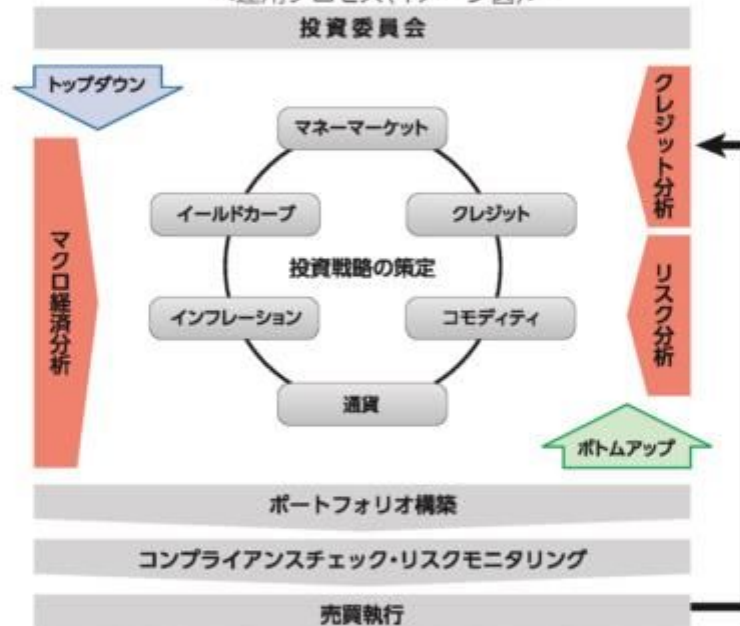 投資委員会
トップダウン
マクロ経済分析
マネーマーケット
イールドカーブ
クレジット
投資戦略の策定
インフレーション
コモディティ
通貨
クレジット分析
リスク分析
ボトムアップ
ポートフォリオ構築
コンプライアンスチェック・リスクモニタリング
売買執行